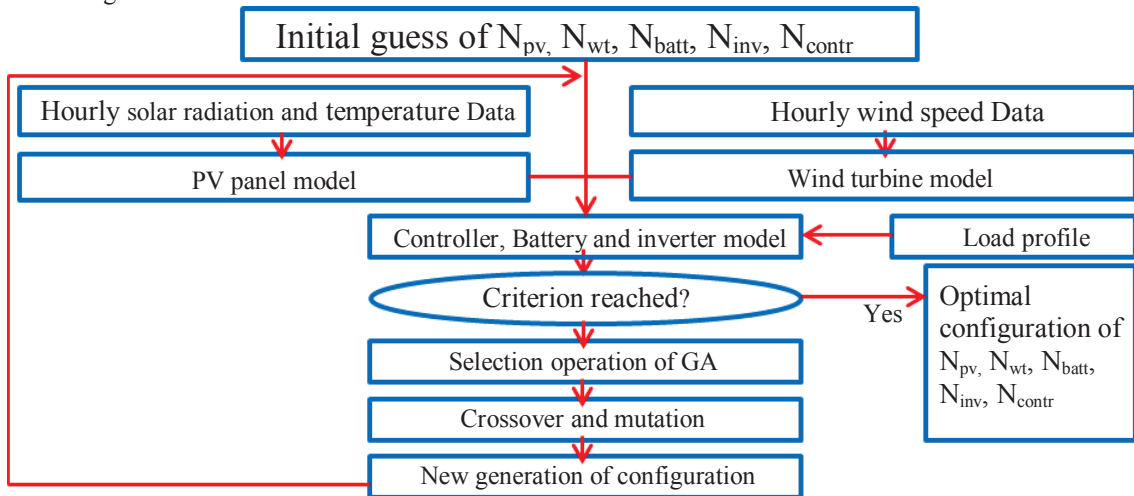 Initial guess of Npv, Nwt, Nbatt, Ninv, Ncontr
Hourly solar radiation and temperature Data
Hourly wind speed Data
PV panel model
Wind turbine model
Controller, Battery and inverter model
Load profile
Criterion reached?
Yes
Optimal
configuration of
Npv, Nwt, Nbatt,
Ninv, Ncontr
Selection operation of GA
Crossover and mutation
New generation of configuration